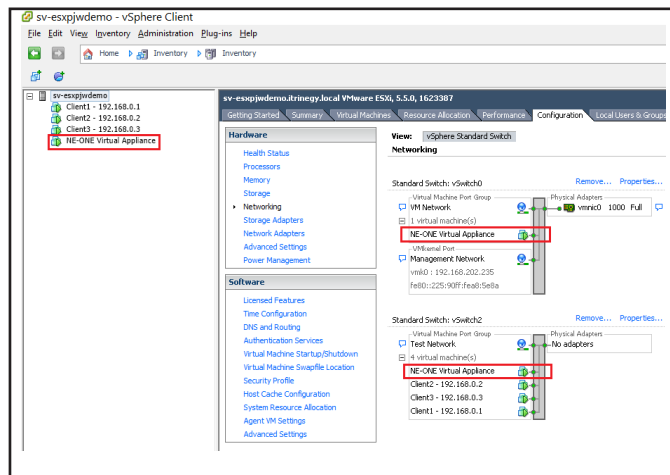 sv-esxpjwdemo - vSphere Client
File Edit View Inventory Administration Plug-ins Help
Home Inventory Inventory
sv-esxpjwdemo
Client1 - 192.168.0.1
Client2 - 192.168.0.2
Client3 - 192.168.0.3
NE-ONE Virtual Appliance
sv-esxpjwdemo.itrinegy.local VMware ESXi, 5.5.0, 1623387
Getting Started Summary Virtual Machines Resource Allocation Performance Configuration Local Users & Groups
Hardware
Health Status
Processors
Memory
Storage
Networking
Storage Adapters
Network Adapters
Advanced Settings
Power Management
Software
Licensed Features
Time Configuration
DNS and Routing
Authentication Services
Virtual Machine Startup/Shutdown
Virtual Machine Swapfile Location
Security Profile
Host Cache Configuration
System Resource Allocation
Agent VM Settings
Advanced Settings
View: vSphere Standard Switch
Networking
Standard Switch: vSwitch0 Remove... Properties...
Virtual Machine Port Group Physical Adapters
VM Network vmnic0 1000 Full
1 virtual machine(s)
NE-ONE Virtual Appliance
VMkernel Port
Management Network
vmk0 : 192.168.202.235
fe80::225:90ff:fea8:5e8a
Standard Switch: vSwitch2 Remove... Properties...
Virtual Machine Port Group Physical Adapters
Test Network No adapters
4 virtual machine(s)
NE-ONE Virtual Appliance
Client2 - 192.168.0.2
Client3 - 192.168.0.3
Client1 - 192.168.0.1